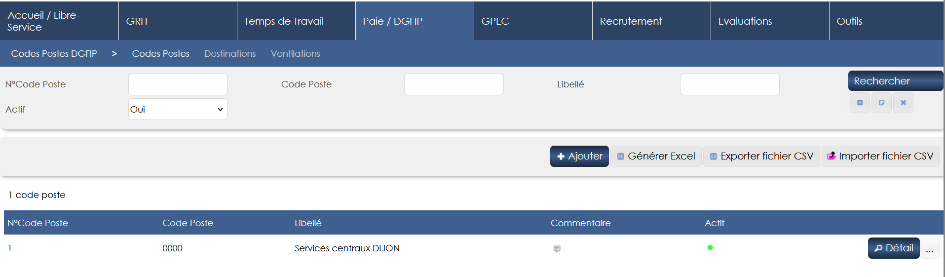 Accueil / Libre Service
GRH
Temps de Travail
Paie / DGFIP
GPEC
Recrutement
Evaluations
Outils
Codes Postes DGFIP > Codes Postes Destinations Ventilations
N°Code Poste
Code Poste
Libellé
Rechercher
Actif
Oui
Ajouter
Générer Excel
Exporter fichier CSV
Importer fichier CSV
1 code poste
N°Code Poste Code Poste Libellé Commentaire Actif
1 0000 Services centraux DIJON Détail ...